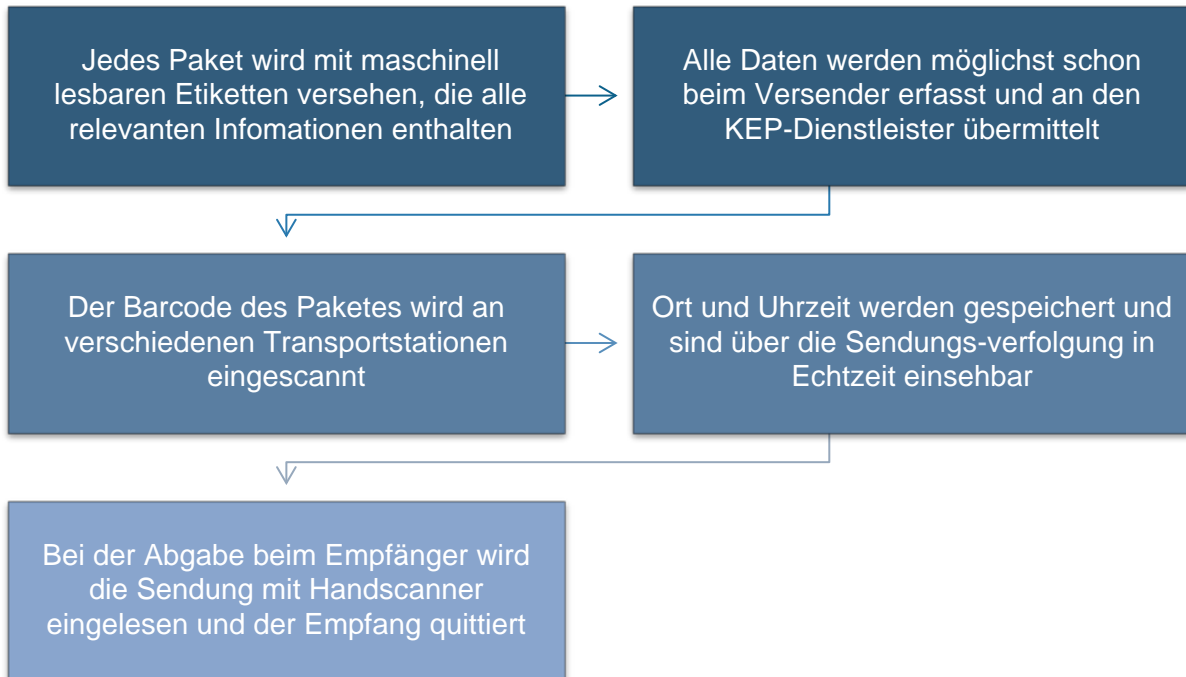 Jedes Paket wird mit maschinell
lesbaren Etiketten versehen, die alle
relevanten Infomationen enthalten
Alle Daten werden möglichst schon
beim Versender erfasst und an den
KEP-Dienstleister übermittelt
Der Barcode des Paketes wird an
verschiedenen Transportstationen
eingescannt
Ort und Uhrzeit werden gespeichert und
sind über die Sendungs-verfolgung in
Echtzeit einsehbar
Bei der Abgabe beim Empfänger wird
die Sendung mit Handscanner
eingelesen und der Empfang quittiert